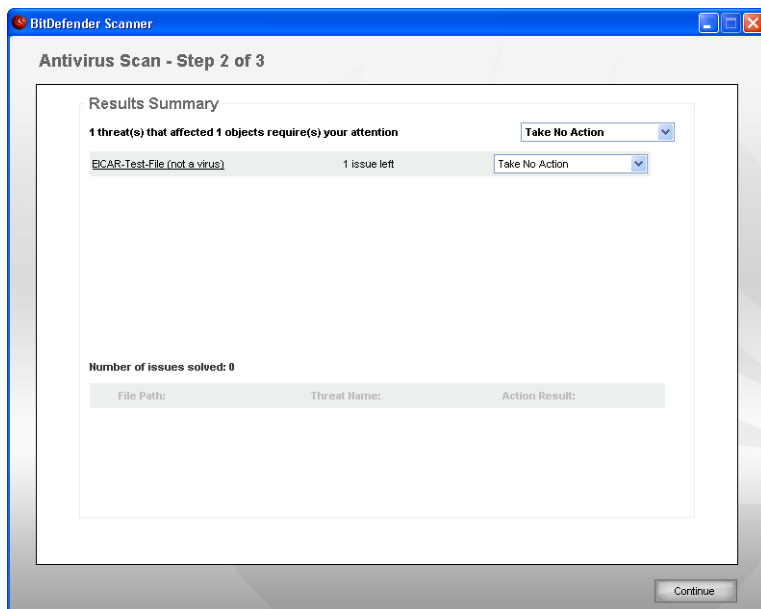 BitDefender Scanner
Antivirus Scan - Step 2 of 3
Results Summary
1 threat(s) that affected 1 objects require(s) your attention Take No Action
EICAR-Test-File (not a virus) 1 issue left Take No Action
Number of issues solved: 0
File Path: Threat Name: Action Result:
Continue